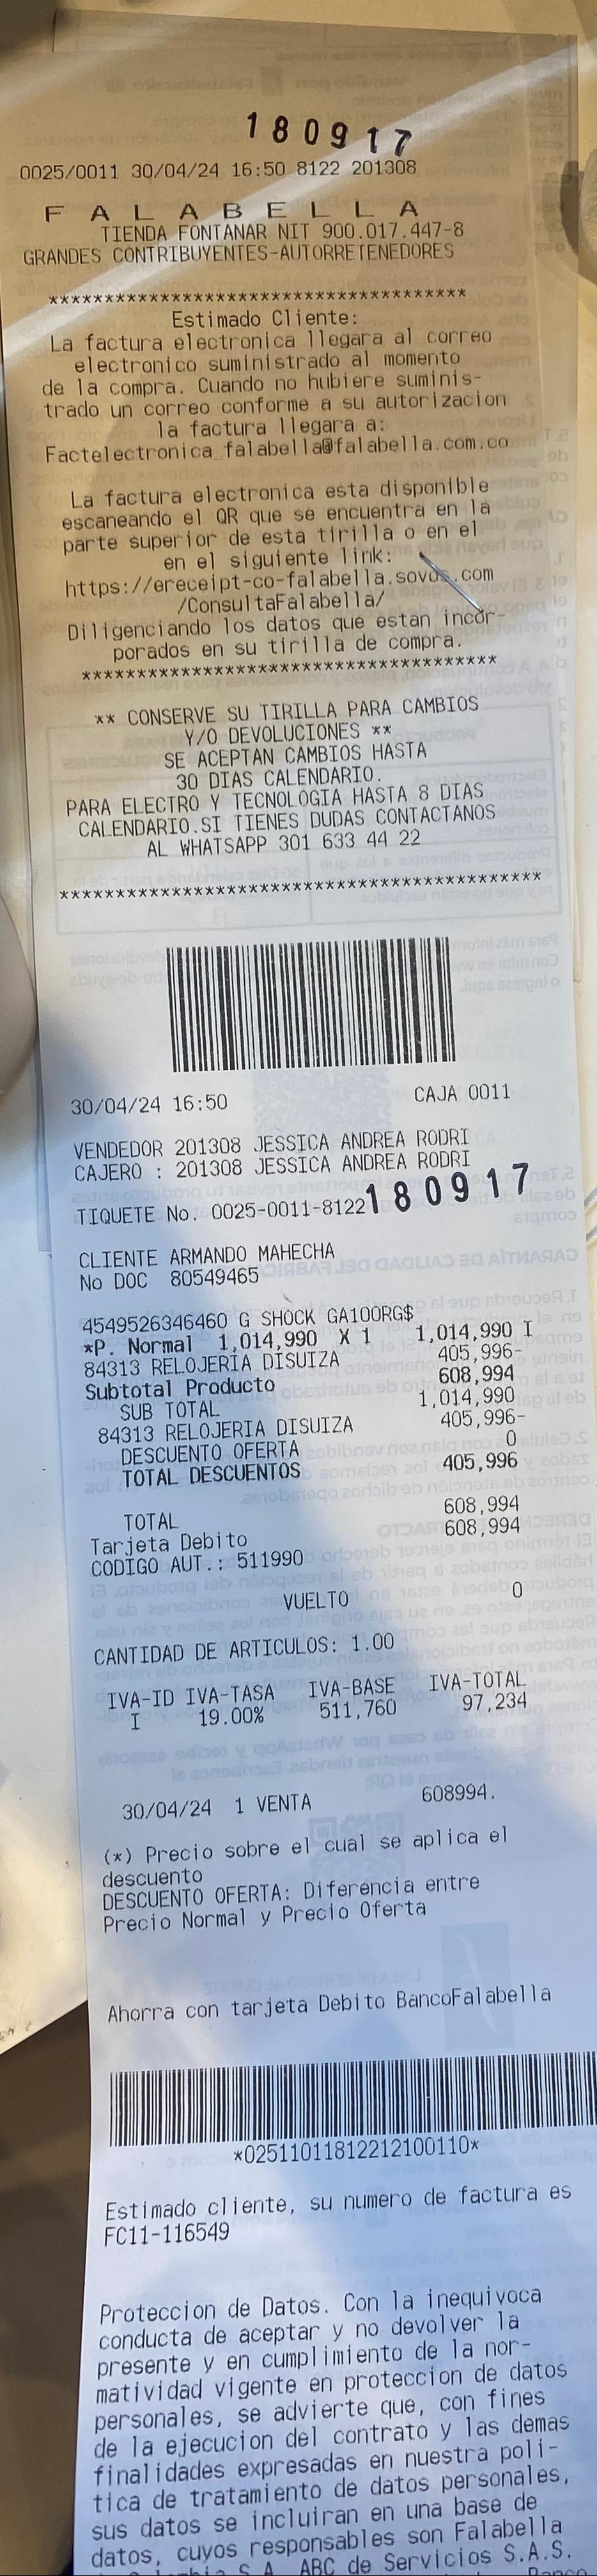 180917
0025/0011 30/04/24 16:50 8122 201308
FALABELLA
TIENDA FONTANAR NIT 900.017.447-8
GRANDES CONTRIBUYENTES-AUTORRETENEDORES
*************************************
Estimado Cliente:
La factura electronica llegara al correo
electronico suministrado al momento
de la compra. Cuando no hubiere suminis-
trado un correo conforme a su autorizacion
la factura llegara a:
Factelectronica falabella@falabella.com.co
La factura electronica esta disponible
escaneando el QR que se encuentra en la
parte superior de esta tirilla o en el
en el siguiente link:
https://ereceipt-co-falabella.sovos.com
/ConsultaFalabella/
Diligenciando los datos que estan incor-
porados en su tirilla de compra.
*************************************
** CONSERVE SU TIRILLA PARA CAMBIOS
Y/O DEVOLUCIONES **
SE ACEPTAN CAMBIOS HASTA
30 DIAS CALENDARIO.
PARA ELECTRO Y TECNOLOGIA HASTA 8 DIAS
CALENDARIO.SI TIENES DUDAS CONTACTANOS
AL WHATSAPP 301 633 44 22
*******************************************
30/04/24 16:50 CAJA 0011
VENDEDOR 201308 JESSICA ANDREA RODRI
CAJERO : 201308 JESSICA ANDREA RODRI
TIQUETE No. 0025-0011-8122 180917
CLIENTE ARMANDO MAHECHA
No DOC 80549465
4549526346460 G SHOCK GA100RG$
*P. Normal 1,014,990 X 1 1,014,990 I
84313 RELOJERIA DISUIZA 405,996-
Subtotal Producto 608,994
SUB TOTAL 1,014,990
84313 RELOJERIA DISUIZA 405,996-
DESCUENTO OFERTA 0
TOTAL DESCUENTOS 405,996
TOTAL 608,994
Tarjeta Debito 608,994
CODIGO AUT.: 511990
VUELTO 0
CANTIDAD DE ARTICULOS: 1.00
IVA-ID IVA-TASA IVA-BASE IVA-TOTAL
I 19.00% 511,760 97,234
30/04/24 1 VENTA 608994.
(*) Precio sobre el cual se aplica el
descuento
DESCUENTO OFERTA: Diferencia entre
Precio Normal y Precio Oferta
Ahorra con tarjeta Debito BancoFalabella
*02511011812212100110*
Estimado cliente, su numero de factura es
FC11-116549
Proteccion de Datos. Con la inequivoca
conducta de aceptar y no devolver la
presente y en cumplimiento de la nor-
matividad vigente en proteccion de datos
personales, se advierte que, con fines
de la ejecucion del contrato y las demas
finalidades expresadas en nuestra poli-
tica de tratamiento de datos personales,
sus datos se incluiran en una base de
datos, cuyos responsables son Falabella
S.A. ABC de Servicios S.A.S.